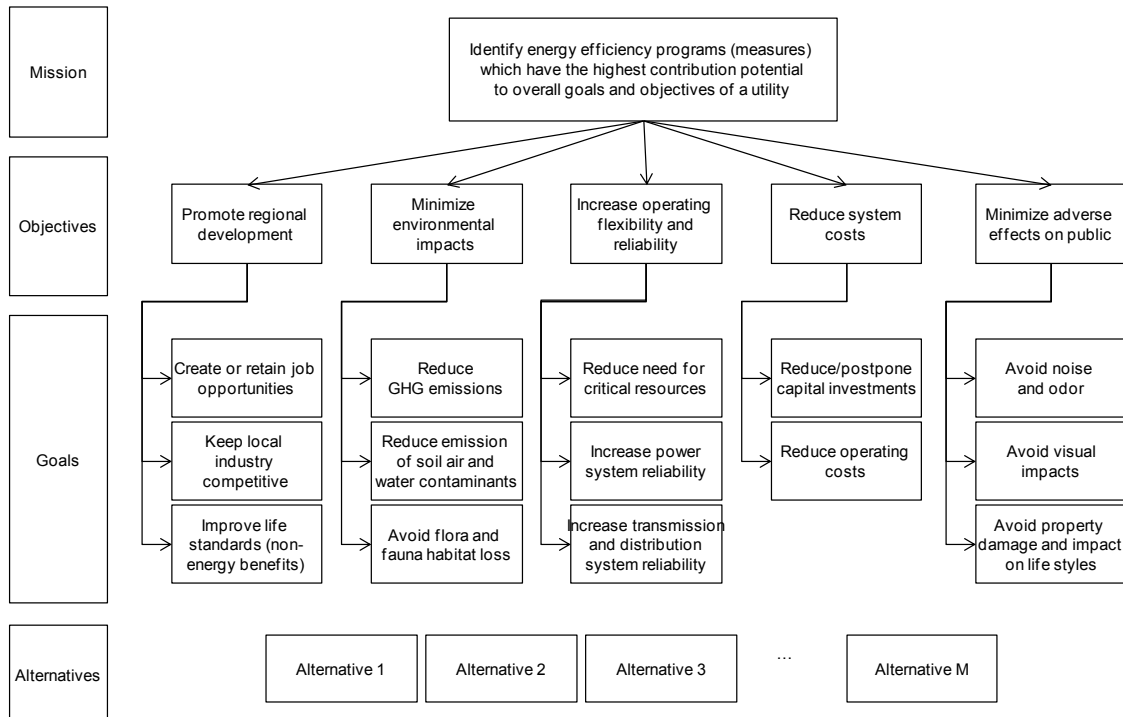 Mission
Identify energy efficiency programs (measures)
which have the highest contribution potential
to overall goals and objectives of a utility
Objectives
Promote regional
development
Minimize
environmental
impacts
Increase operating
flexibility and
reliability
Reduce system
costs
Minimize adverse
effects on public
Goals
Create or retain job
opportunities
Keep local
industry
competitive
Improve life
standards (non-
energy benefits)
Reduce
GHG emissions
Reduce emission
of soil air and
water contaminants
Avoid flora and
fauna habitat loss
Reduce need for
critical resources
Increase power
system reliability
Increase transmission
and distribution
system reliability
Reduce/postpone
capital investments
Reduce operating
costs
Avoid noise
and odor
Avoid visual
impacts
Avoid property
damage and impact
on life styles
Alternatives
Alternative 1
Alternative 2
Alternative 3
...
Alternative M